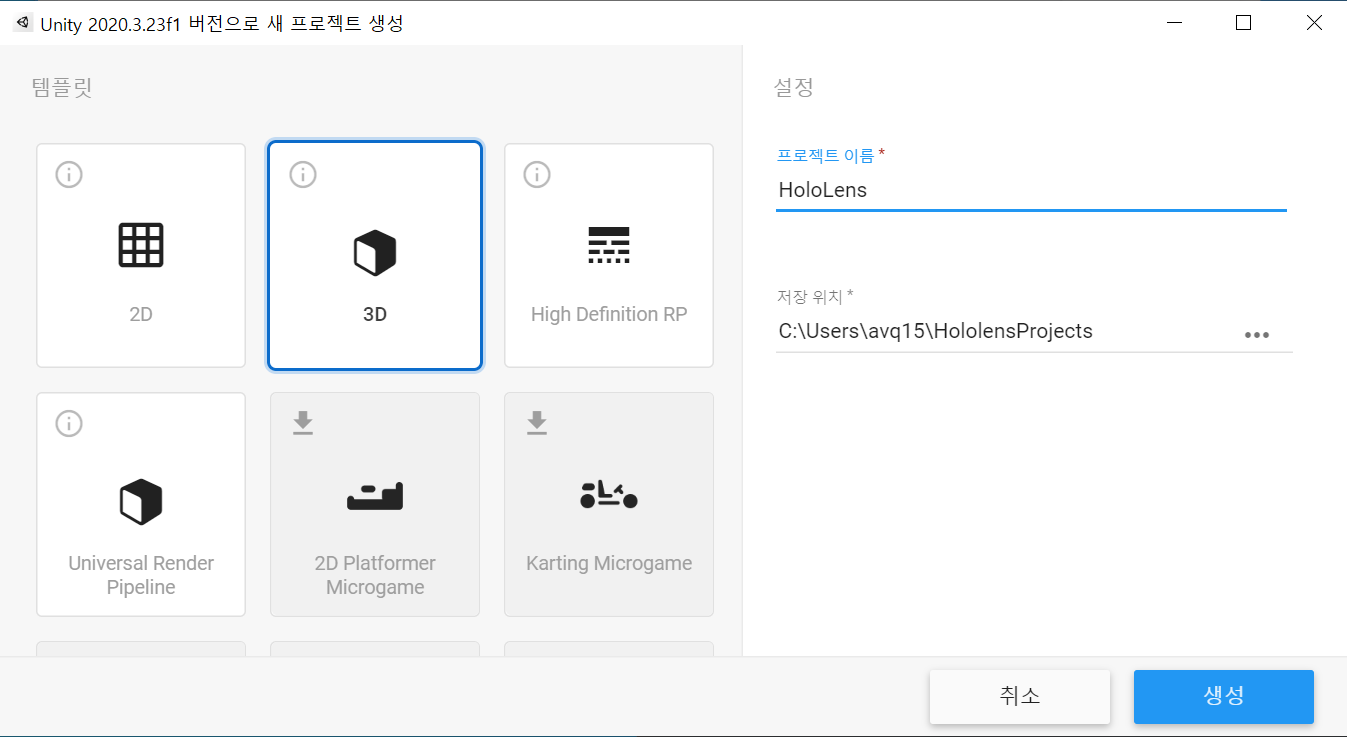 Unity 2020.3.23f1 버전으로 새 프로젝트 생성
템플릿
2D
3D
High Definition RP
Universal Render
Pipeline
2D Platformer
Microgame
Karting Microgame
설정
프로젝트 이름 *
HoloLens
저장 위치 *
C:\Users\avq15\HololensProjects
취소
생성